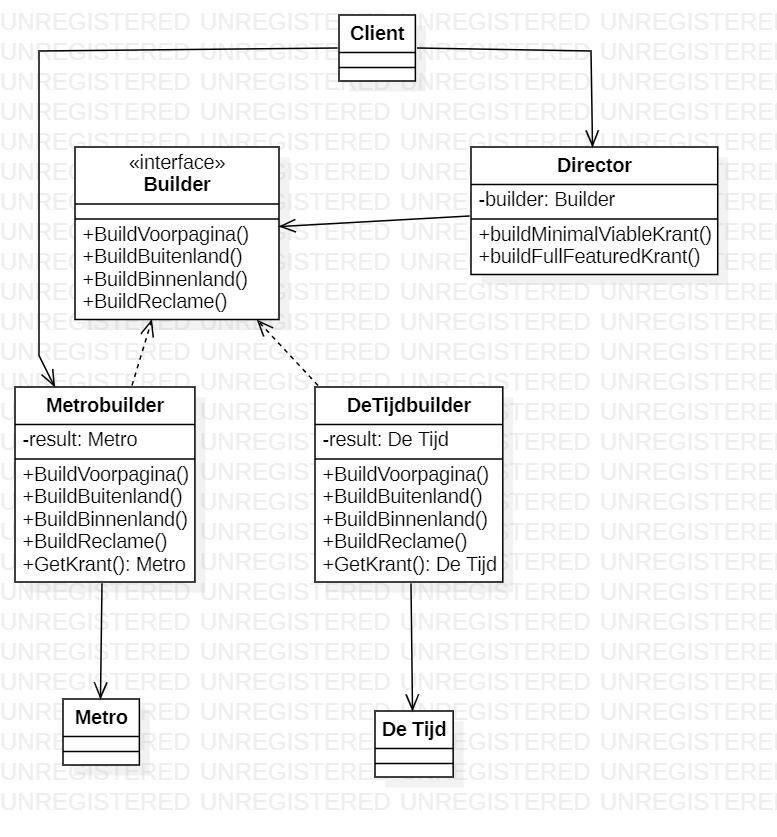 Client
«interface»
Builder
+BuildVoorpagina()
+BuildBuitenland()
+BuildBinnenland()
+BuildReclame()
Director
-builder: Builder
+buildMinimalViableKrant()
+buildFullFeaturedKrant()
Metrobuilder
-result: Metro
+BuildVoorpagina()
+BuildBuitenland()
+BuildBinnenland()
+BuildReclame()
+GetKrant(): Metro
DeTijdbuilder
-result: De Tijd
+BuildVoorpagina()
+BuildBuitenland()
+BuildBinnenland()
+BuildReclame()
+GetKrant(): De Tijd
Metro
De Tijd
UNREGISTERED UNREGISTERED UNREGISTERED UNREGISTERED